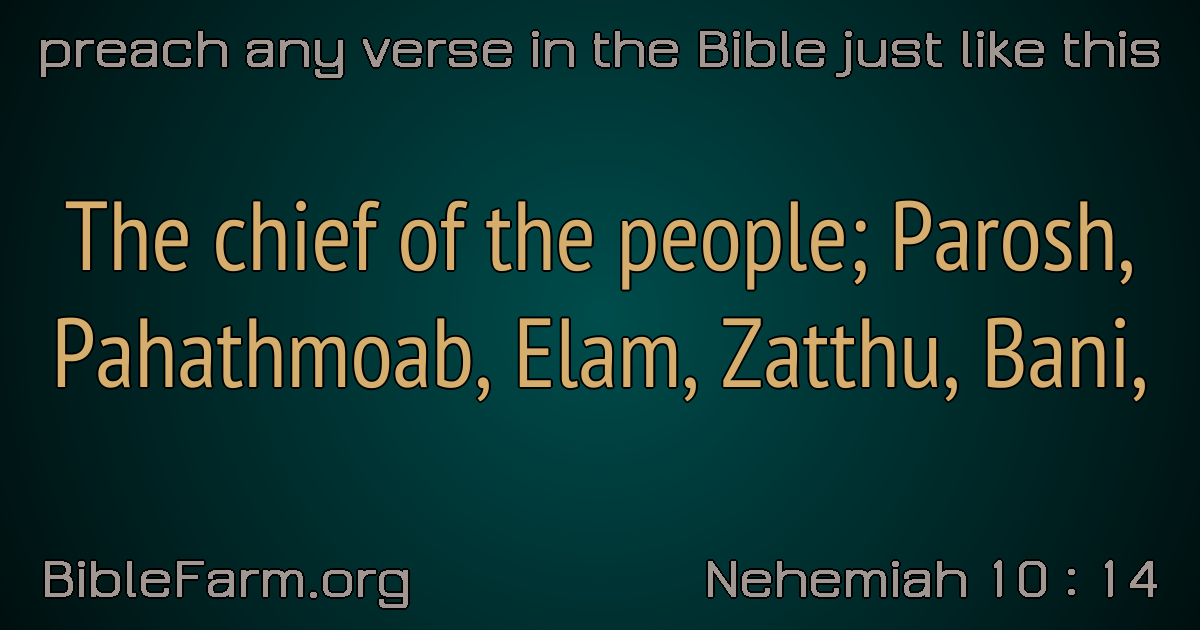 preach any verse in the Bible just like this
The chief of the people; Parosh,
Pahathmoab, Elam, Zatthu, Bani,
BibleFarm.org
Nehemiah 10 : 14